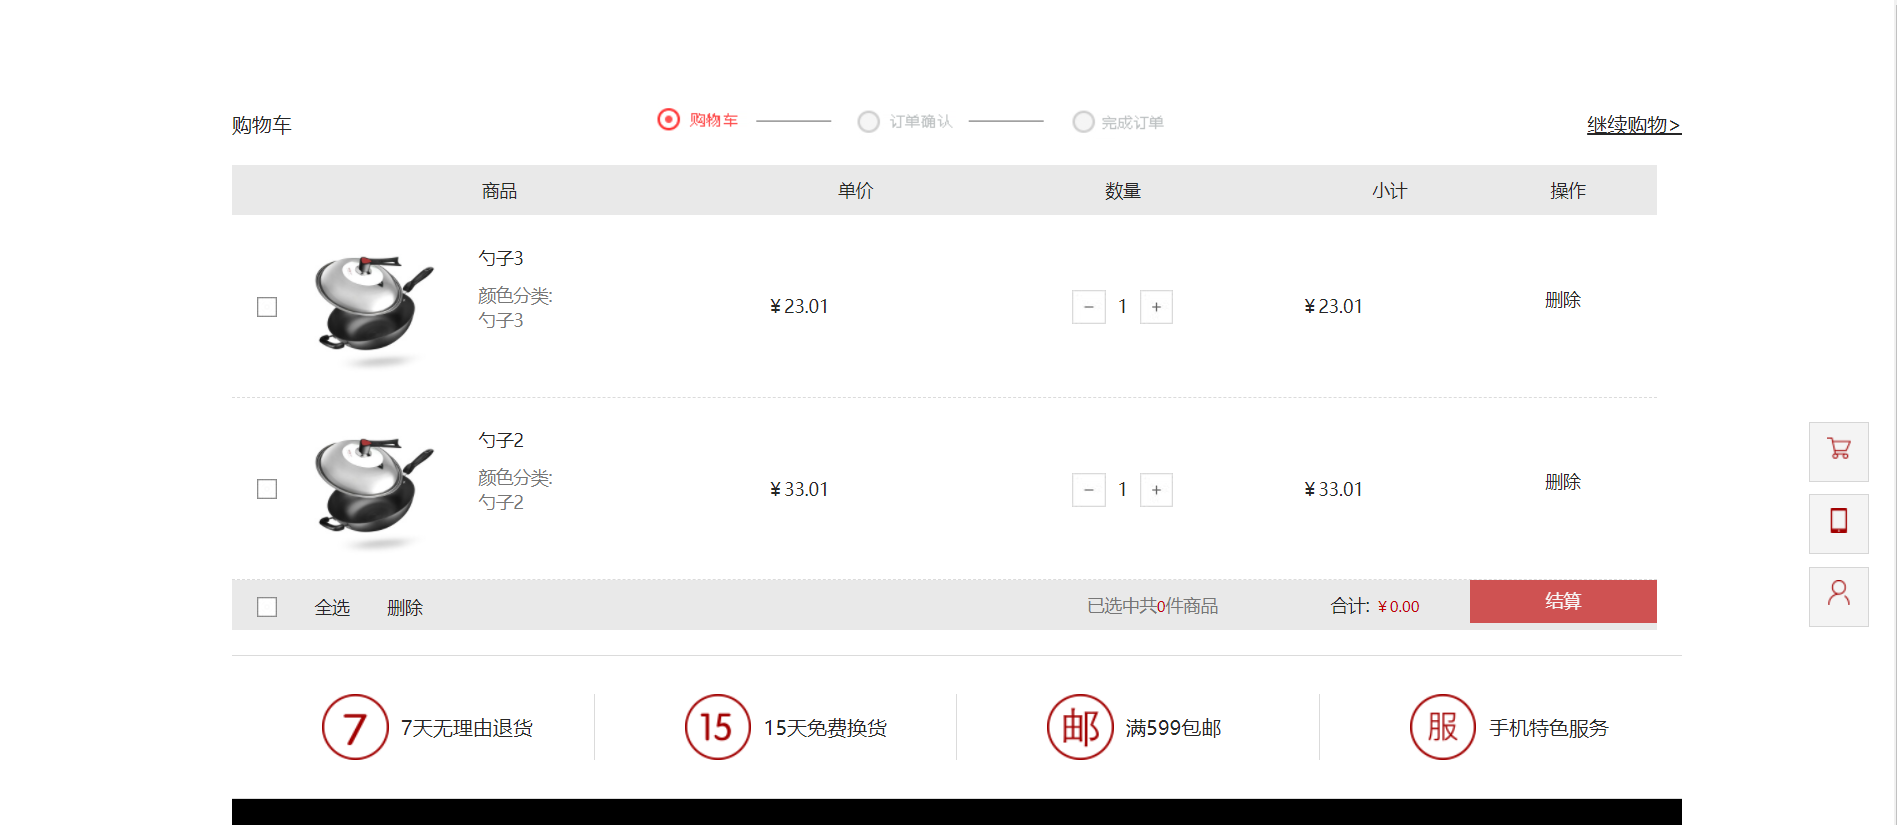 购物车
购物车 订单确认 完成订单
继续购物>
商品 单价 数量 小计 操作
勺子3
颜色分类:
勺子3
¥23.01 − 1 + ¥23.01 删除
勺子2
颜色分类:
勺子2
¥33.01 − 1 + ¥33.01 删除
全选 删除 已选中共0件商品 合计: ¥0.00 结算
7 7天无理由退货 15 15天免费换货 邮 满599包邮 服 手机特色服务